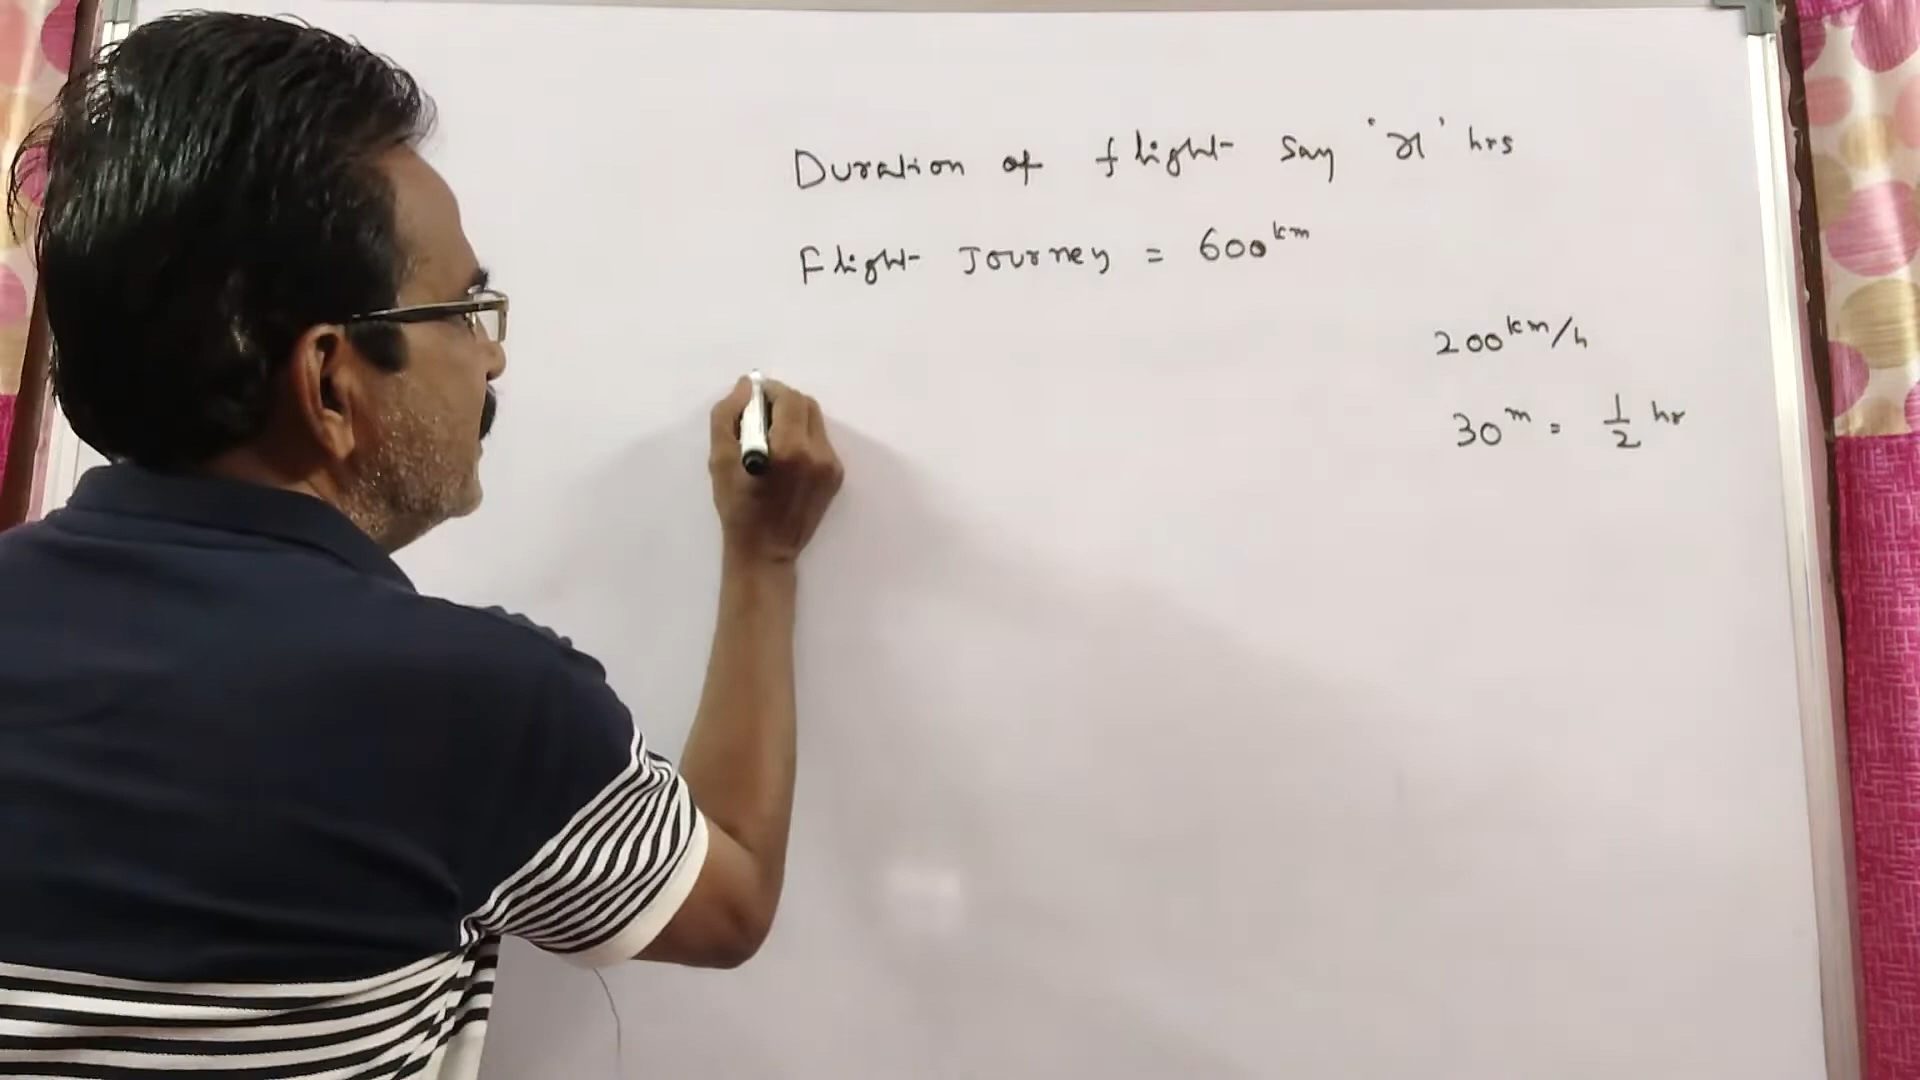 Duration of flight say 'x' hrs
Flight Journey = 600 km
200 km/h
30 m = 1/2 hr